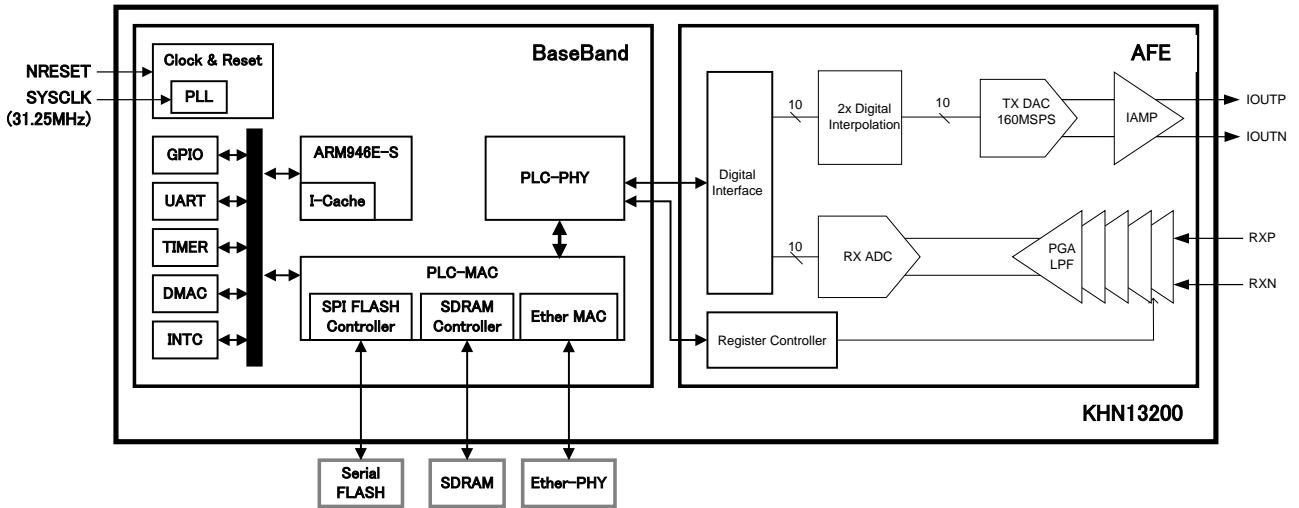 BaseBand
AFE
Clock & Reset
PLL
NRESET
SYSCLK
(31.25MHz)
GPIO
UART
TIMER
DMAC
INTC
ARM946E-S
I-Cache
PLC-PHY
PLC-MAC
SPI FLASH
Controller
SDRAM
Controller
Ether MAC
Digital
Interface
10
2x Digital
Interpolation
10
TX DAC
160MSPS
IAMP
IOUTP
IOUTN
10
RX ADC
PGA
LPF
RXP
RXN
Register Controller
KHN13200
Serial
FLASH
SDRAM
Ether-PHY